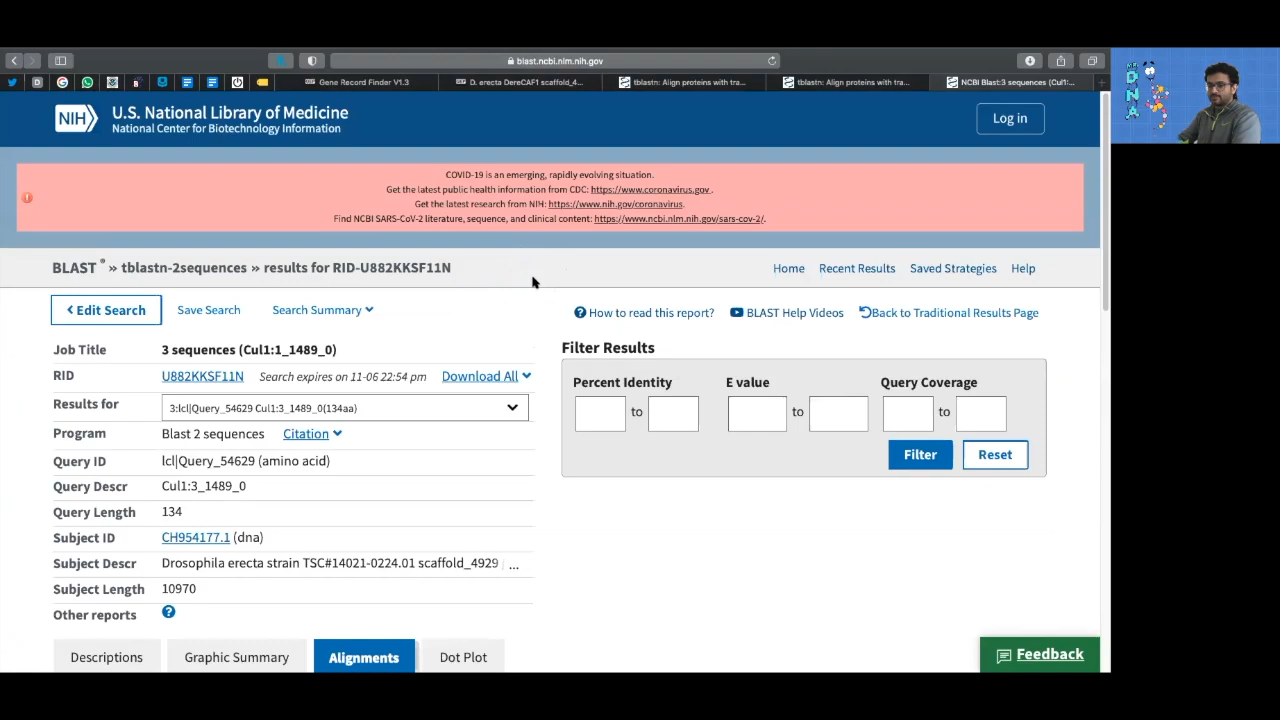 blast.ncbi.nlm.nih.gov
Gene Record Finder V1.3
D. erecta DereCAF1 scaffold_4...
tblastn: Align proteins with tra...
tblastn: Align proteins with tra...
NCBI Blast:3 sequences (Cul1:...
NIH
U.S. National Library of Medicine
National Center for Biotechnology Information
Log in
DNA
COVID-19 is an emerging, rapidly evolving situation.
Get the latest public health information from CDC: https://www.coronavirus.gov .
Get the latest research from NIH: https://www.nih.gov/coronavirus.
Find NCBI SARS-CoV-2 literature, sequence, and clinical content: https://www.ncbi.nlm.nih.gov/sars-cov-2/.
BLAST ® » tblastn-2sequences » results for RID-U882KKSF11N
Home Recent Results Saved Strategies Help
Edit Search Save Search Search Summary
How to read this report? BLAST Help Videos Back to Traditional Results Page
Job Title 3 sequences (Cul1:1_1489_0)
RID U882KKSF11N Search expires on 11-06 22:54 pm Download All
Results for 3:lcl|Query_54629 Cul1:3_1489_0(134aa)
Program Blast 2 sequences Citation
Query ID lcl|Query_54629 (amino acid)
Query Descr Cul1:3_1489_0
Query Length 134
Subject ID CH954177.1 (dna)
Subject Descr Drosophila erecta strain TSC#14021-0224.01 scaffold_4929 ...
Subject Length 10970
Other reports ?
Filter Results
Percent Identity E value Query Coverage
to to to
Filter Reset
Descriptions Graphic Summary Alignments Dot Plot
Feedback